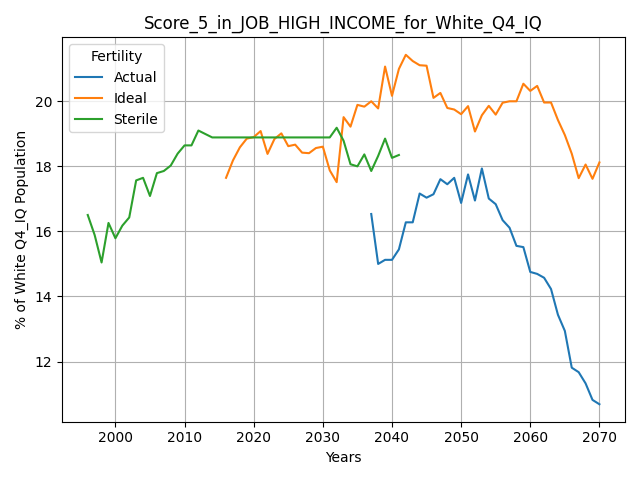 Score_5_in_JOB_HIGH_INCOME_for_White_Q4_IQ
Fertility
Actual
Ideal
Sterile
% of White Q4_IQ Population
20
18
16
14
12
2000
2010
2020
2030
2040
2050
2060
2070
Years